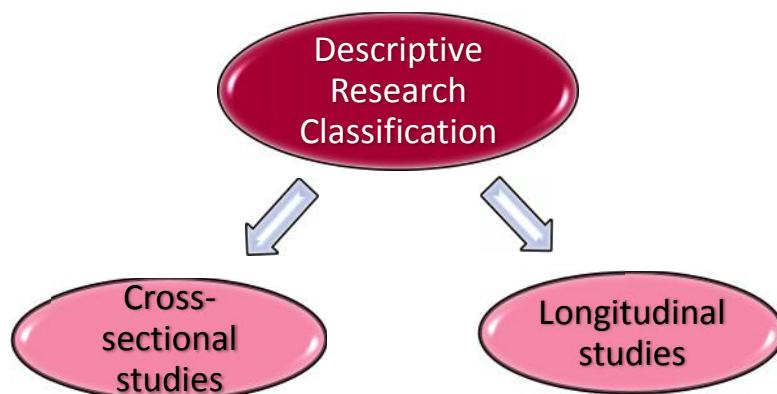 Descriptive
Research
Classification
Cross-
sectional
studies
Longitudinal
studies